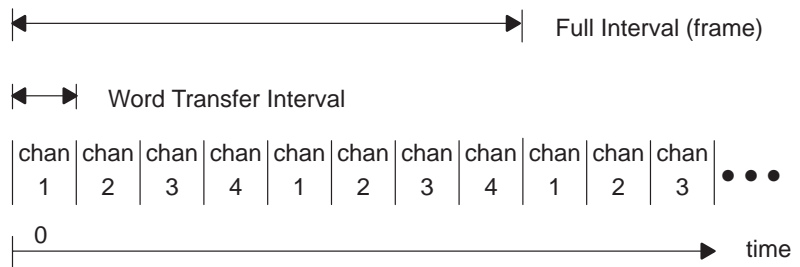 Full Interval (frame)
Word Transfer Interval
chan chan chan chan chan chan chan chan chan chan chan
1 2 3 4 1 2 3 4 1 2 3
0
time